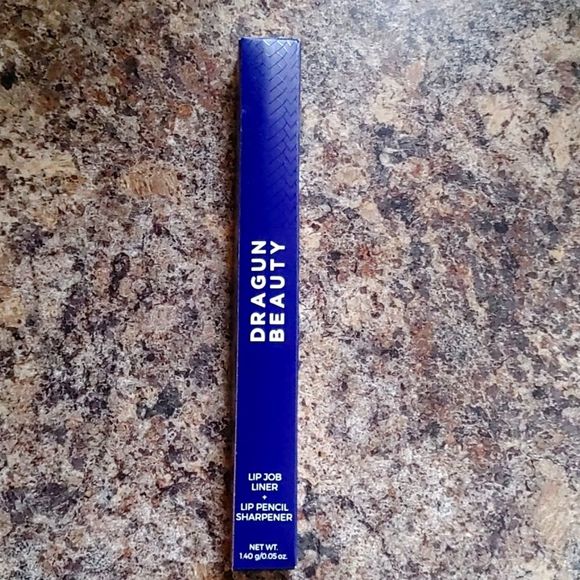 DRAGUN
BEAUTY
LIP JOB
LINER
+
LIP PENCIL
SHARPENER
NET WT.
1.40 g/0.05 oz.